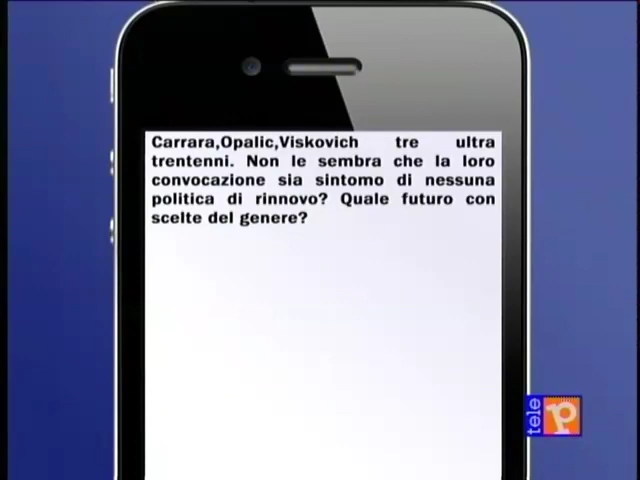 Carrara,Opalic,Viskovich tre ultra
trentenni. Non le sembra che la loro
convocazione sia sintomo di nessuna
politica di rinnovo? Quale futuro con
scelte del genere?
tele p